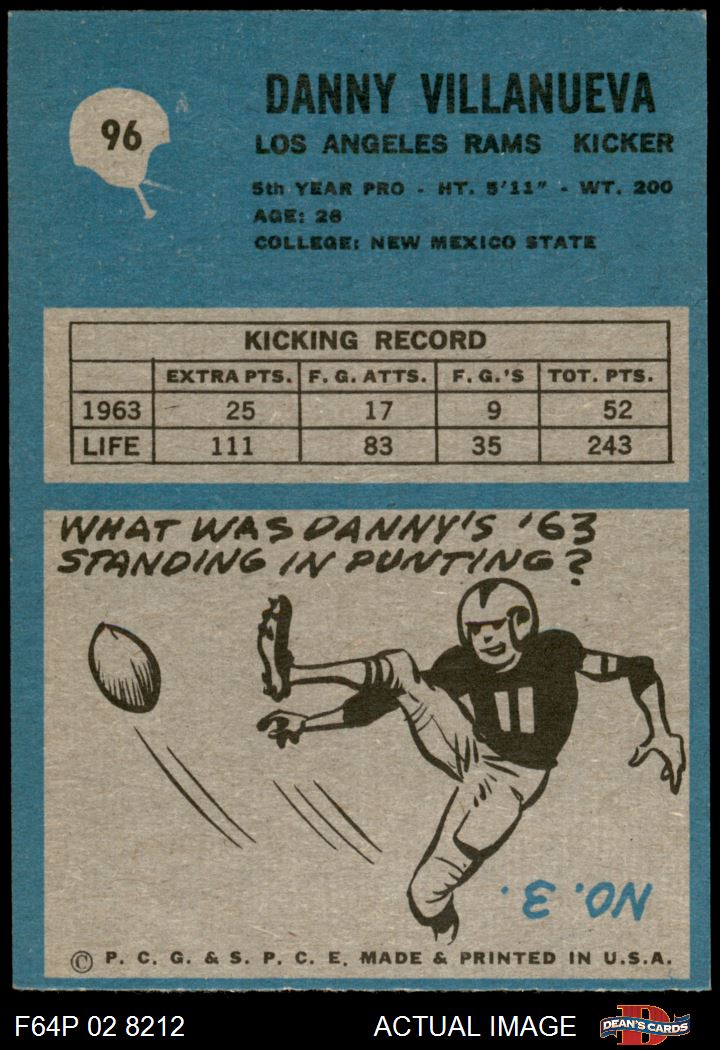 96
DANNY VILLANUEVA
LOS ANGELES RAMS KICKER
5th YEAR PRO - HT. 5'11" - WT. 200
AGE: 26
COLLEGE: NEW MEXICO STATE
KICKING RECORD
EXTRA PTS. F. G. ATTS. F. G.'S TOT. PTS.
1963 25 17 9 52
LIFE 111 83 35 243
WHAT WAS DANNY'S '63
STANDING IN PUNTING?
11
NO. 3.
© P. C. G. & S. P. C. E. MADE & PRINTED IN U.S.A.
F64P 02 8212 ACTUAL IMAGE D DEAN'S CARDS